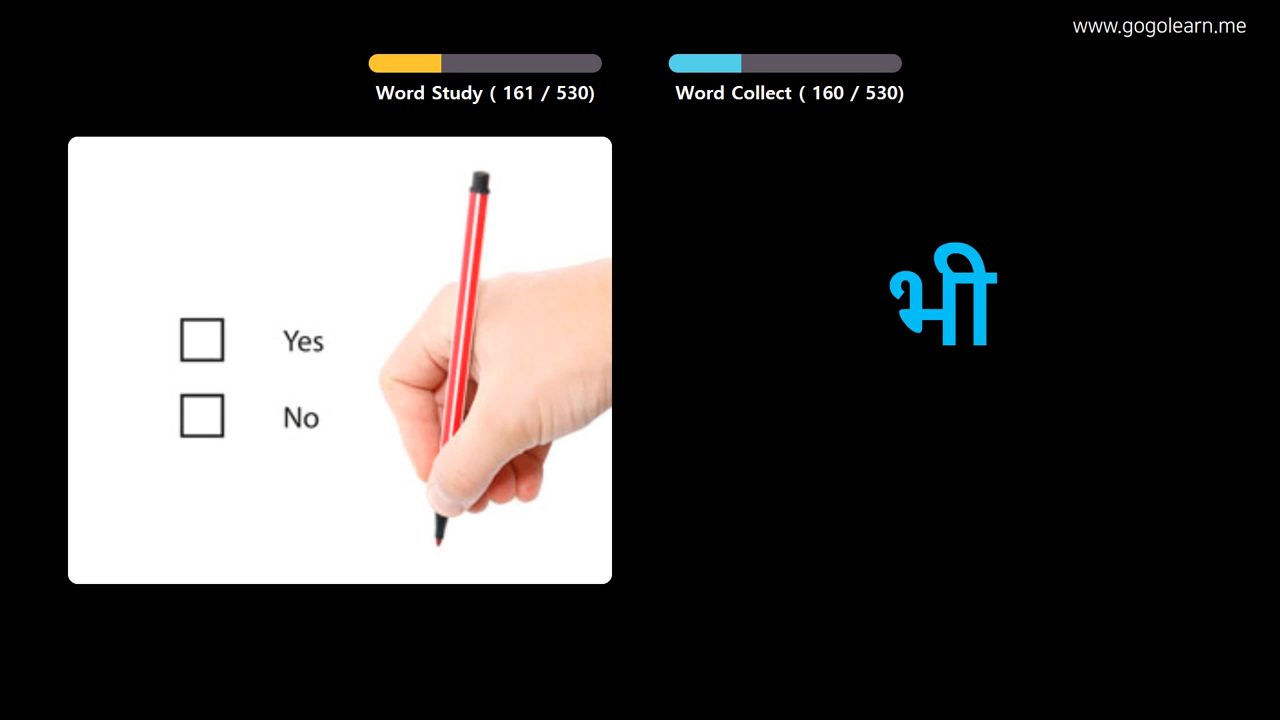 www.gogolearn.me
Word Study ( 161 / 530)
Word Collect ( 160 / 530)
Yes
No
भी